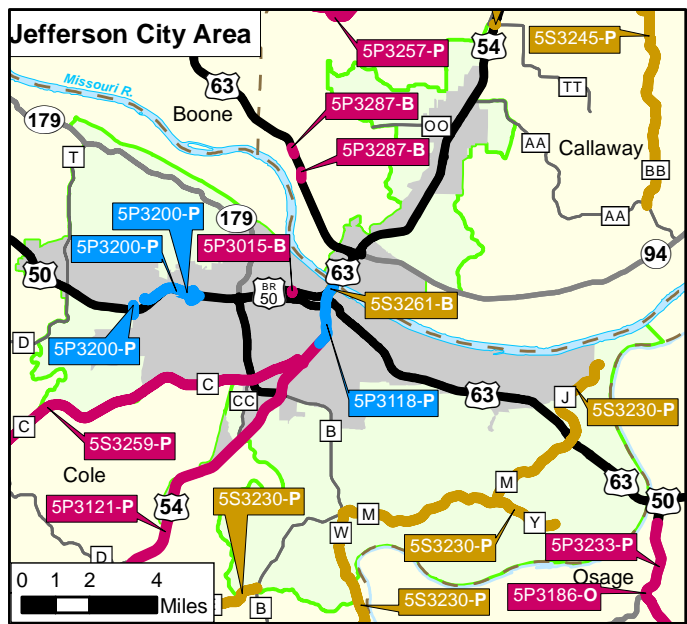 Jefferson City Area
54
5S3245-P
5P3257-P
Missouri R.
63
TT
Boone
179
5P3287-B
OO
AA
Callaway
T
5P3287-B
BB
5P3200-P
179
AA
5P3200-P
5P3015-B
94
50
BR
50
63
5S3261-B
D
5P3200-P
C
CC
63
J
5P3118-P
5S3230-P
C
B
5S3259-P
Cole
M
63
5P3121-P
54
5S3230-P
M
50
W
Y
D
5S3230-P
5P3233-P
Osage
0 1 2 4
Miles
B
5S3230-P
5P3186-O